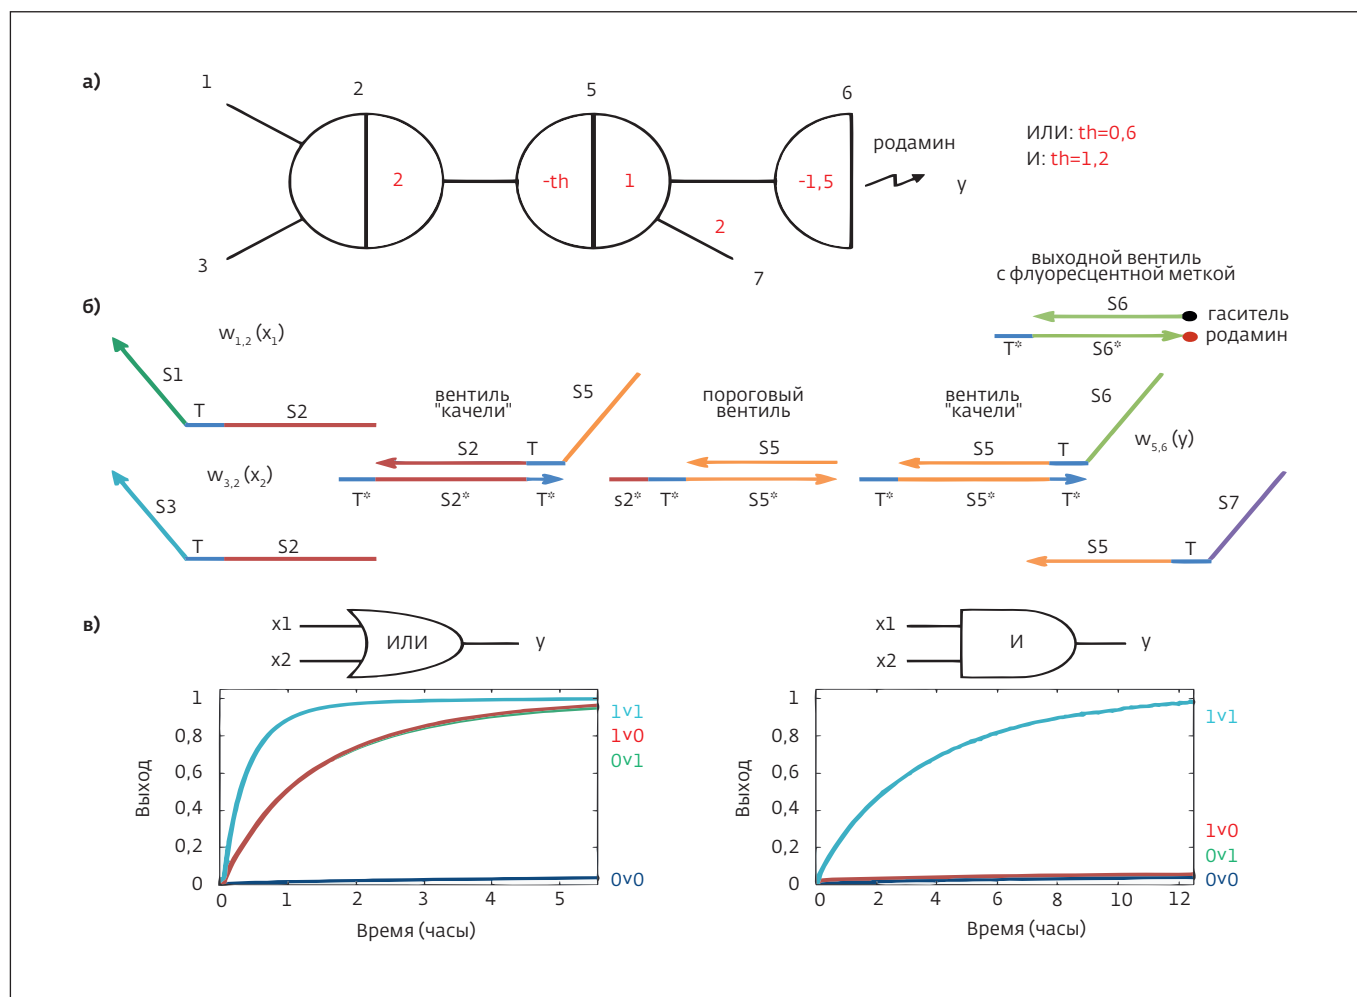 а)
1
2
5
6
3
7
2
-th
1
2
-1,5
родамин
y
ИЛИ: th=0,6
И: th=1,2
б)
w1,2 (x1)
S1
T
S2
w3,2 (x2)
S3
T
S2
вентиль
"качели"
S5
S2
T
T*
S2*
T*
пороговый
вентиль
S5
s2*
T*
S5*
вентиль
"качели"
S6
S5
T
T*
S5*
T*
w5,6 (y)
выходной вентиль
с флуоресцентной меткой
S6
гаситель
родамин
T*
S6*
S7
S5
T
в)
x1
x2
ИЛИ
y
Выход
1
0,8
0,6
0,4
0,2
0
0
1
2
3
4
5
Время (часы)
1v1
1v0
0v1
0v0
x1
x2
И
y
Выход
1
0,8
0,6
0,4
0,2
0
0
2
4
6
8
10
12
Время (часы)
1v1
1v0
0v1
0v0